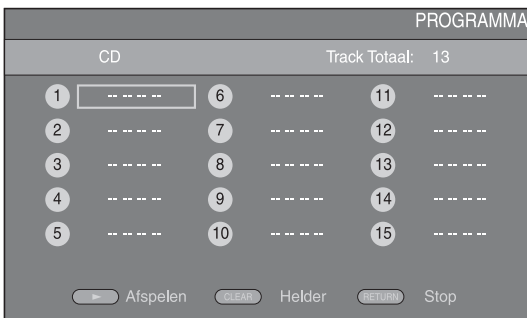 PROGRAMMA
CD Track Totaal: 13
1 -- -- -- -- 6 -- -- -- -- 11 -- -- -- --
2 -- -- -- -- 7 -- -- -- -- 12 -- -- -- --
3 -- -- -- -- 8 -- -- -- -- 13 -- -- -- --
4 -- -- -- -- 9 -- -- -- -- 14 -- -- -- --
5 -- -- -- -- 10 -- -- -- -- 15 -- -- -- --
Afspelen CLEAR Helder RETURN Stop